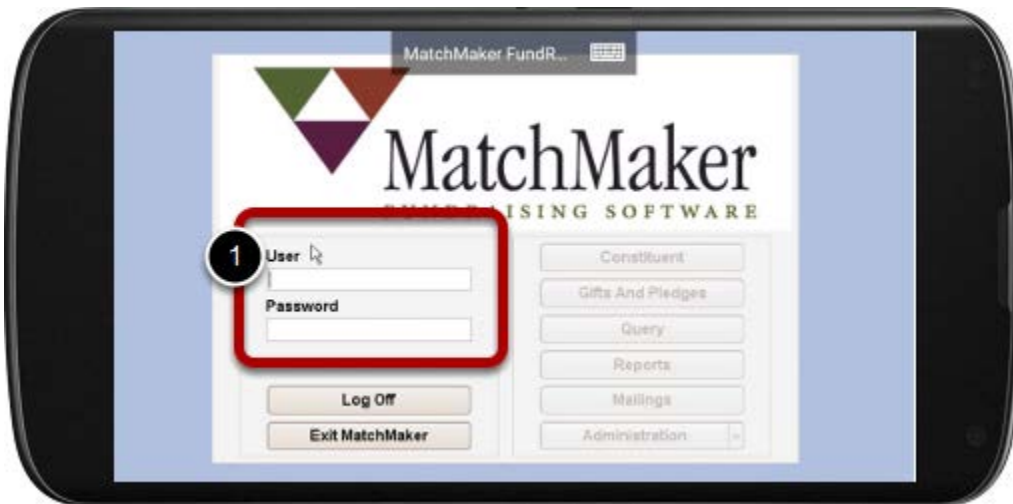 MatchMaker FundR...
MatchMaker
FUNDRAISING SOFTWARE
1
User
Password
Log Off
Exit MatchMaker
Constituent
Gifts And Pledges
Query
Reports
Mailings
Administration